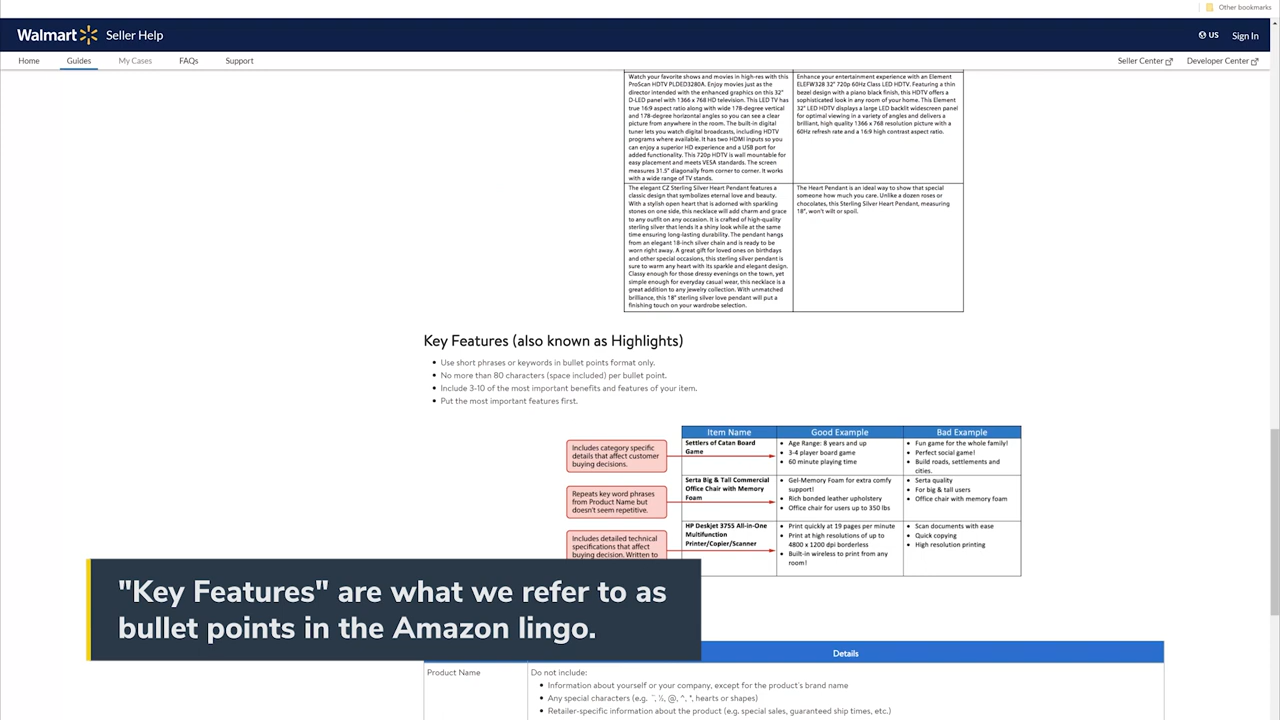 Other bookmarks
Walmart Seller Help
US Sign In
Home Guides My Cases FAQs Support Seller Center Developer Center
Watch your favorite shows and movies in high-res with this
ProScan HDTV PLDED3280A. Enjoy movies just as the
director intended with the enhanced graphics on this 32"
D-LED panel with 1366 x 768 HD television. This LED TV has
true 16:9 aspect ratio along with wide 178-degree vertical
and 178-degree horizontal angles so you can see a clear
picture from anywhere in the room. The built-in digital
tuner lets you watch digital broadcasts, including HDTV
programs where available. It has two HDMI inputs so you
can enjoy a superior HD experience and a USB port for
added functionality. This 720p HDTV is wall mountable for
easy placement and meets VESA standards. The screen
measures 31.5" diagonally from corner to corner. It works
with a wide range of TV stands.
Enhance your entertainment experience with an Element
ELEFW328 32" 720p 60Hz Class LED HDTV. Featuring a thin
bezel design with a piano black finish, this HDTV offers a
sophisticated look in any room of your home. This Element
32" LED HDTV displays a large LED backlit widescreen panel
for optimal viewing in a variety of angles and delivers a
brilliant, high quality 1366 x 768 resolution picture with a
60Hz refresh rate and a 16:9 high contrast aspect ratio.
The elegant CZ Sterling Silver Heart Pendant features a
classic design that symbolizes eternal love and beauty.
With a stylish open heart that is adorned with sparkling
stones on one side, this necklace will add charm and grace
to any outfit on any occasion. It is crafted of high-quality
sterling silver that lends it a shiny look while at the same
time ensuring long-lasting durability. The pendant hangs
from an elegant 18-inch silver chain and is ready to be
worn right away. A great gift for loved ones on birthdays
and other special occasions, this sterling silver pendant is
sure to warm any heart with its sparkle and elegant design.
Classy enough for those dressy evenings on the town, yet
simple enough for everyday casual wear, this necklace is a
great addition to any jewelry collection. With unmatched
brilliance, this 18" sterling silver love pendant will put a
finishing touch on your wardrobe selection.
The Heart Pendant is an ideal way to show that special
someone how much you care. Unlike a dozen roses or
chocolates, this Sterling Silver Heart Pendant, measuring
18", won't wilt or spoil.
Key Features (also known as Highlights)
• Use short phrases or keywords in bullet points format only.
• No more than 80 characters (space included) per bullet point.
• Include 3-10 of the most important benefits and features of your item.
• Put the most important features first.
Item Name Good Example Bad Example
Includes category specific
details that affect customer
buying decisions.
Settlers of Catan Board
Game
• Age Range: 8 years and up
• 3-4 player board game
• 60 minute playing time
• Fun game for the whole family!
• Perfect social game!
• Build roads, settlements and
cities.
Repeats key word phrases
from Product Name but
doesn't seem repetitive.
Serta Big & Tall Commercial
Office Chair with Memory
Foam
• Gel-Memory Foam for extra comfy
support!
• Rich bonded leather upholstery
• Office chair for users up to 350 lbs
• Serta quality
• For big & tall users
• Office chair with memory foam
Includes detailed technical
specifications that affect
buying decision. Written to
HP Deskjet 3755 All-in-One
Multifunction
Printer/Copier/Scanner
• Print quickly at 19 pages per minute
• Print at high resolutions of up to
4800 x 1200 dpi borderless
• Built-in wireless to print from any
room!
• Scan documents with ease
• Quick copying
• High resolution printing
"Key Features" are what we refer to as
bullet points in the Amazon lingo.
Details
Product Name
Do not include:
• Information about yourself or your company, except for the product's brand name
• Any special characters (e.g. ~, ½, @, ^, *, hearts or shapes)
• Retailer-specific information about the product (e.g. special sales, guaranteed ship times, etc.)